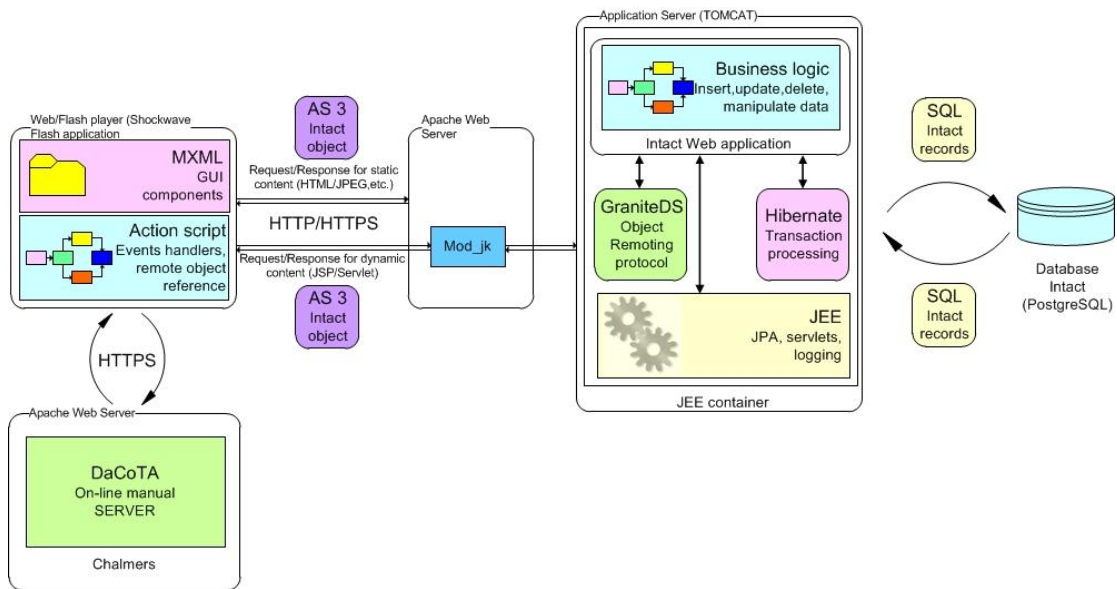 Web/Flash player (Shockwave
Flash application
MXML
GUI
components
Action script
Events handlers,
remote object
reference
HTTPS
Apache Web Server
DaCoTA
On-line manual
SERVER
Chalmers
AS 3
Intact
object
Request/Response for static
content (HTML/JPEG,etc.)
HTTP/HTTPS
Request/Response for dynamic
content (JSP/Servlet)
AS 3
Intact
object
Apache Web
Server
Mod_jk
Application Server (TOMCAT)
Business logic
Insert,update,delete,
manipulate data
Intact Web application
GraniteDS
Object
Remoting
protocol
Hibernate
Transaction
processing
JEE
JPA, servlets,
logging
JEE container
SQL
Intact
records
SQL
Intact
records
Database
Intact
(PostgreSQL)